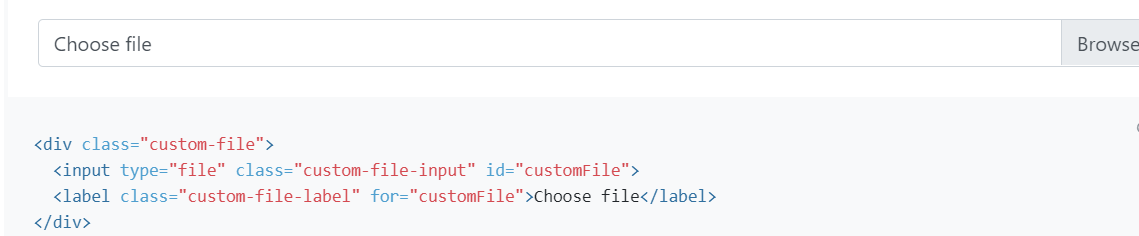 Choose file
Browse
<div class="custom-file">
<input type="file" class="custom-file-input" id="customFile">
<label class="custom-file-label" for="customFile">Choose file</label>
</div>